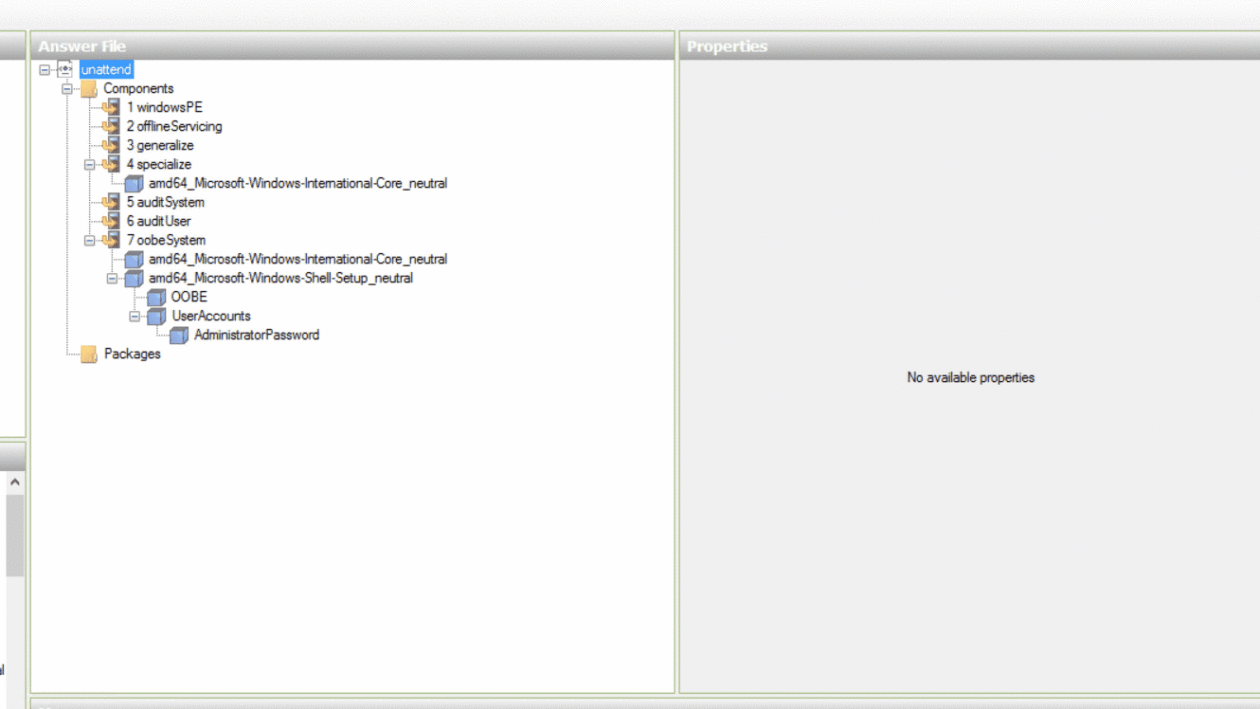 Answer File
unattend
Components
1 windowsPE
2 offlineServicing
3 generalize
4 specialize
amd64_Microsoft-Windows-International-Core_neutral
5 auditSystem
6 auditUser
7 oobeSystem
amd64_Microsoft-Windows-International-Core_neutral
amd64_Microsoft-Windows-Shell-Setup_neutral
OOBE
UserAccounts
AdministratorPassword
Packages
Properties
No available properties